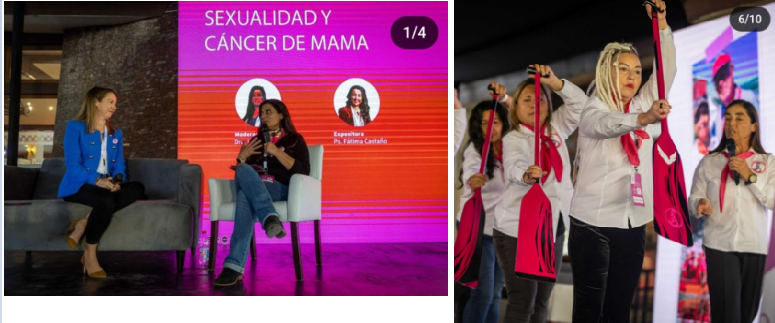 SEXUALIDAD Y
CÁNCER DE MAMA
1/4
Expositora
Ps. Fátima Castaño
6/10